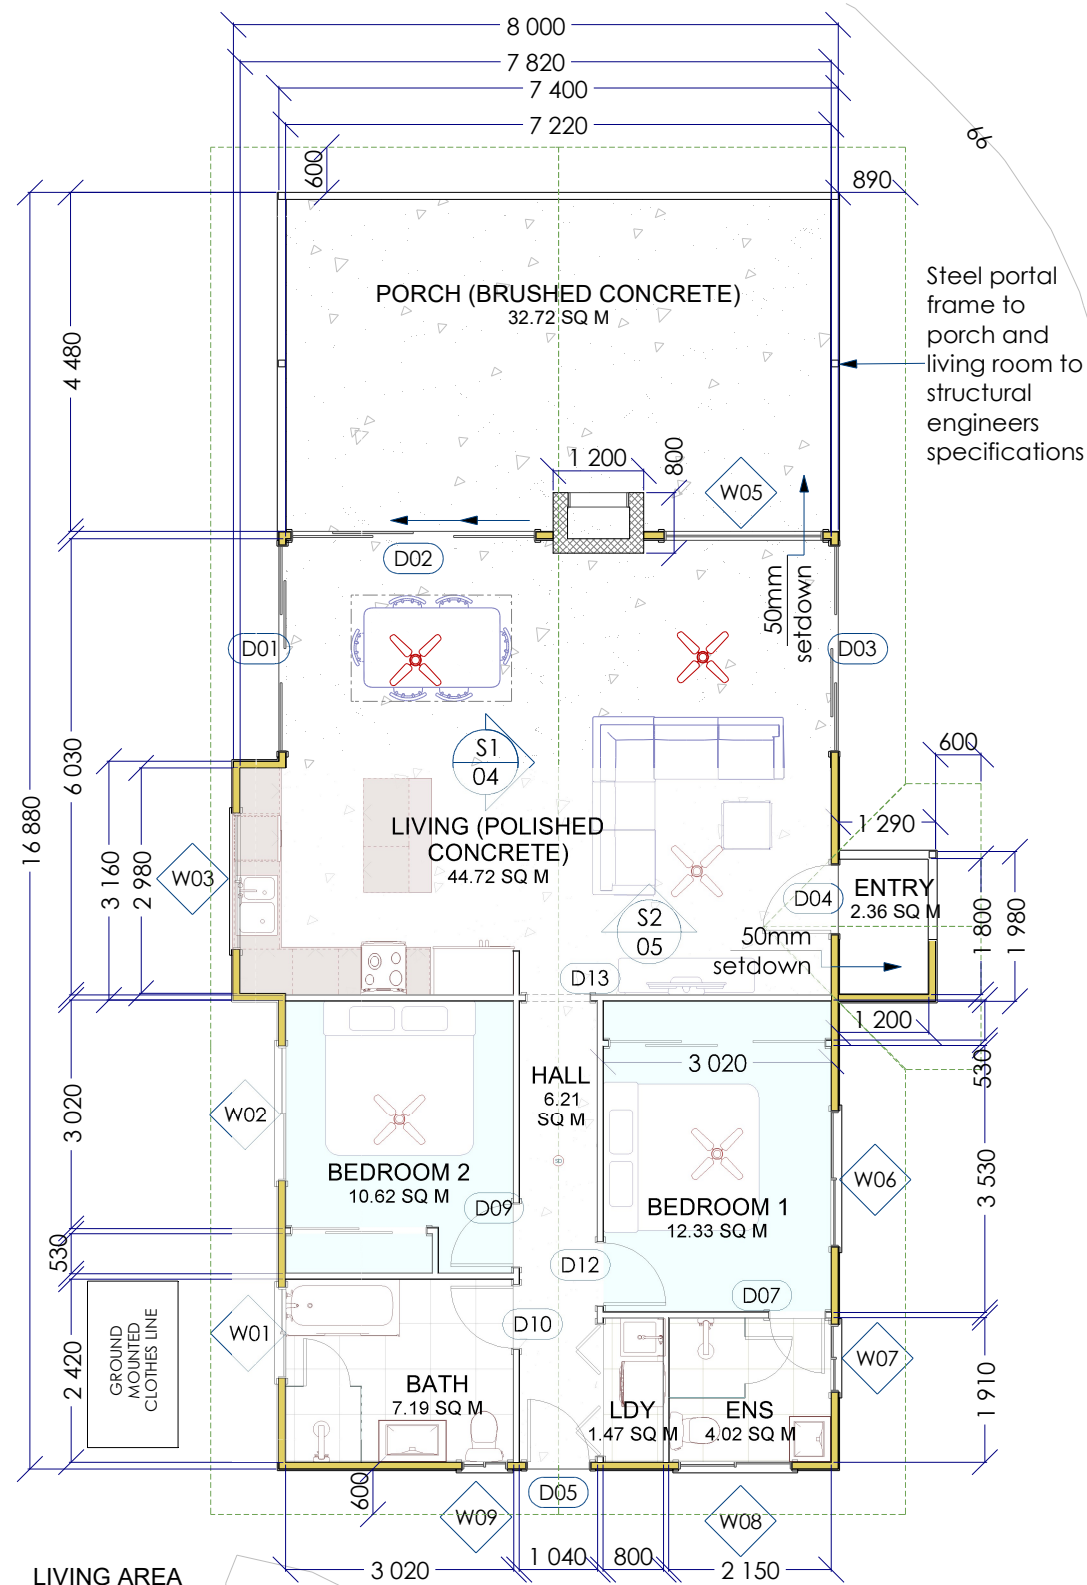 8 000
7 820
7 400
7 220
600
890
99
Steel portal
frame to
porch and
living room to
structural
engineers
specifications
PORCH (BRUSHED CONCRETE)
32.72 SQ M
4 480
1 200
800
W05
D02
50mm
setdown
D01
D03
S1
04
6 030
16 880
3 160
2 980
600
1 290
LIVING (POLISHED
CONCRETE)
44.72 SQ M
W03
D04
ENTRY
2.36 SQ M
1 800
1 980
S2
05
50mm
setdown
D13
1 200
530
3 020
HALL
6.21
SQ M
W02
3 020
SD
BEDROOM 2
10.62 SQ M
D09
BEDROOM 1
12.33 SQ M
W06
3 530
530
D12
D07
GROUND
MOUNTED
CLOTHES LINE
W01
D10
W07
2 420
1 910
BATH
7.19 SQ M
LDY
1.47 SQ M
ENS
4.02 SQ M
600
D05
W09
W08
3 020
1 040
800
2 150
LIVING AREA